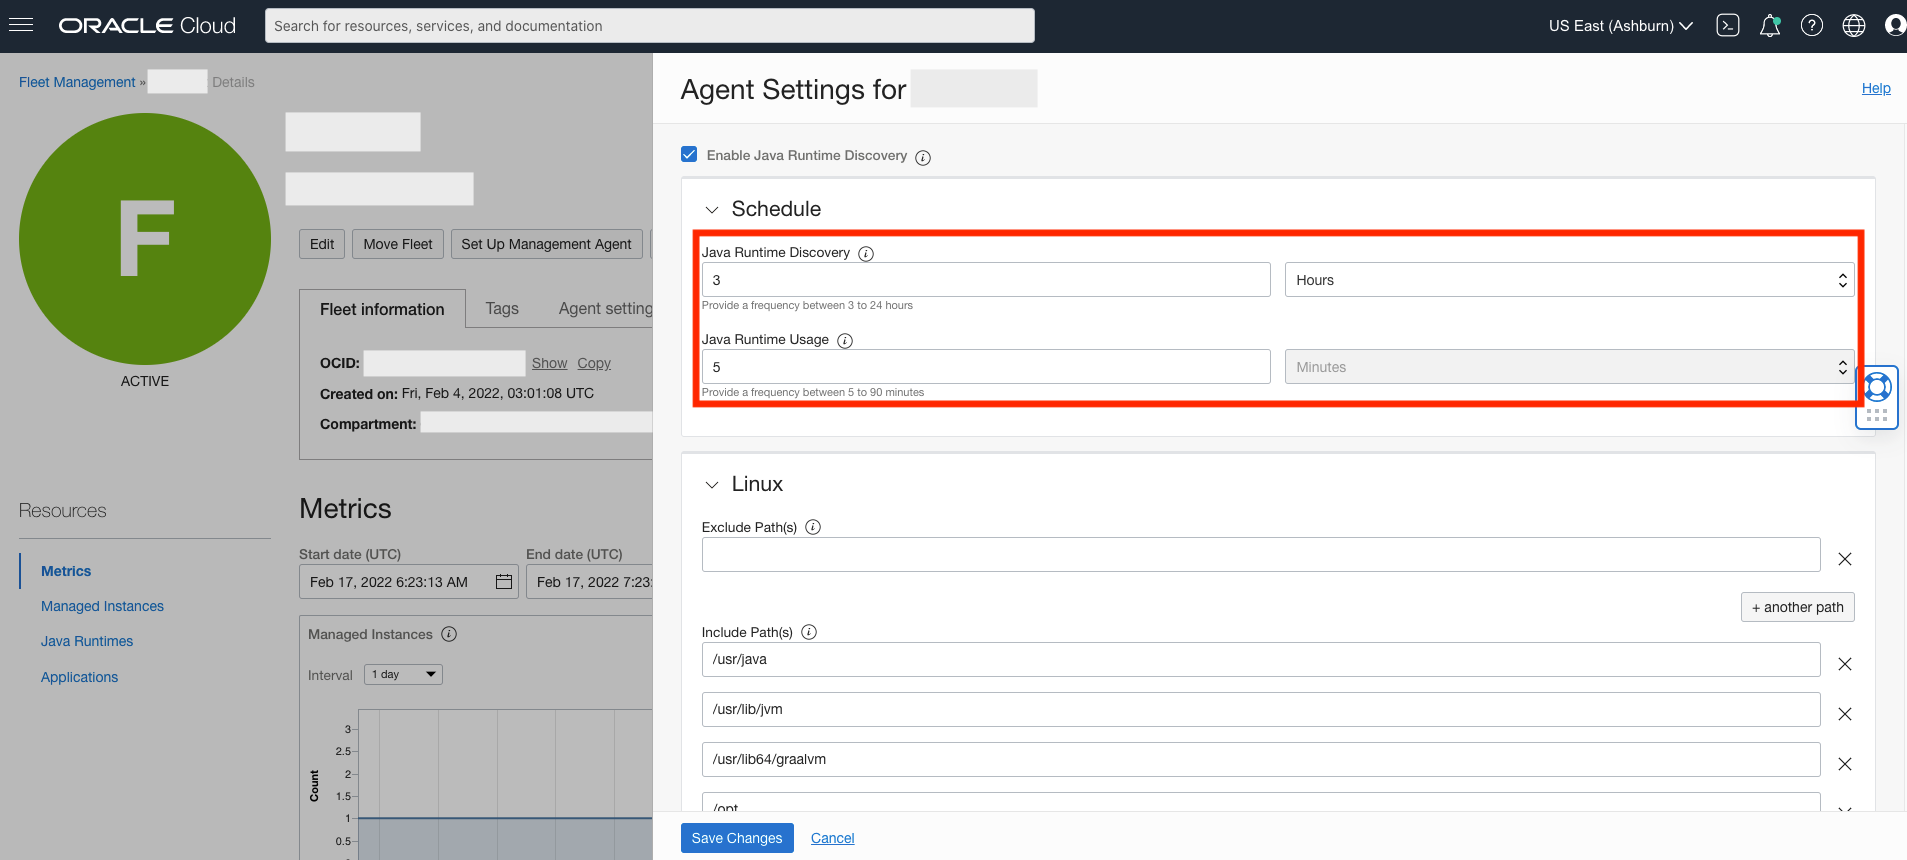 ORACLE Cloud
Search for resources, services, and documentation
US East (Ashburn)
Fleet Management » Details
F
ACTIVE
Edit
Move Fleet
Set Up Management Agent
Fleet information
Tags
Agent setting
OCID: Show Copy
Created on: Fri, Feb 4, 2022, 03:01:08 UTC
Compartment:
Resources
Metrics
Managed Instances
Java Runtimes
Applications
Metrics
Start date (UTC)
End date (UTC)
Feb 17, 2022 6:23:13 AM
Feb 17, 2022 7:23:
Managed Instances
Interval
1 day
Count
3
2.5
2
1.5
1
0.5
Agent Settings for
Help
Enable Java Runtime Discovery
Schedule
Java Runtime Discovery
3
Hours
Provide a frequency between 3 to 24 hours
Java Runtime Usage
5
Minutes
Provide a frequency between 5 to 90 minutes
Linux
Exclude Path(s)
+ another path
Include Path(s)
/usr/java
/usr/lib/jvm
/usr/lib64/graalvm
/opt
Save Changes
Cancel